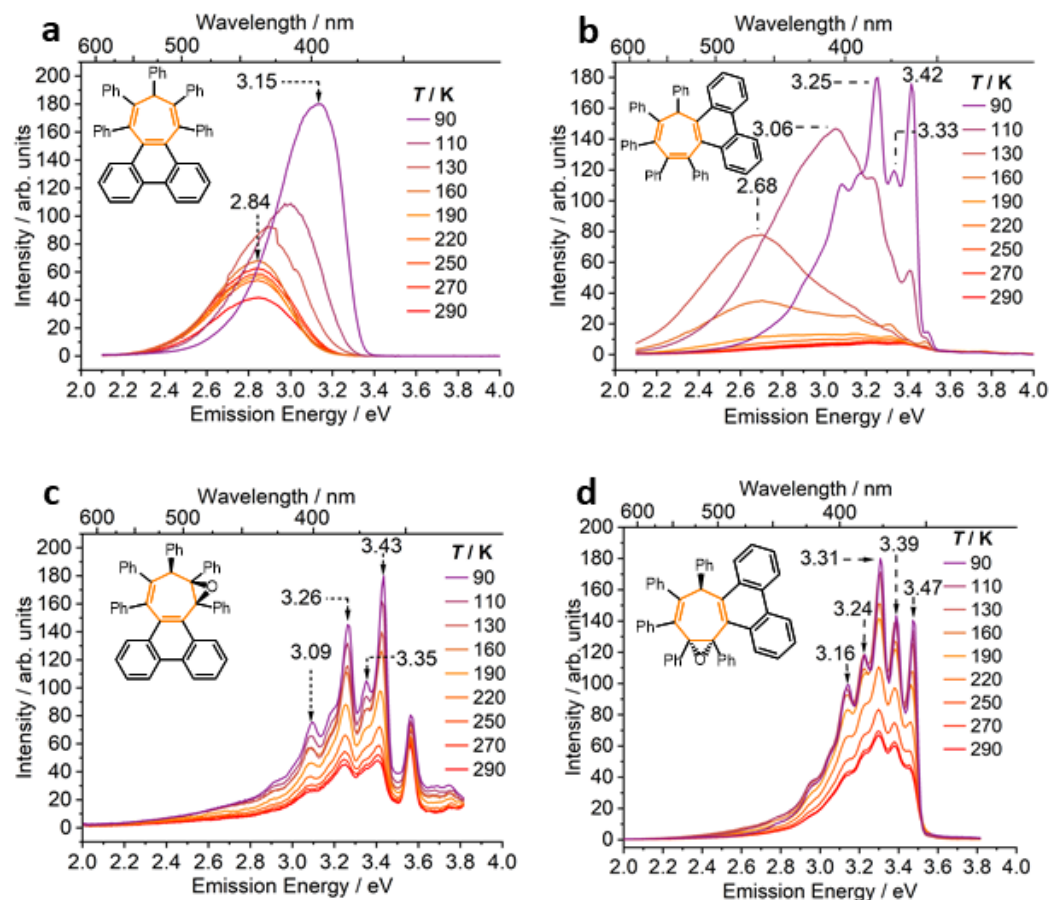 a
Wavelength / nm
600 500 400
200
180
160
140
120
100
80
60
40
20
0
Intensity / arb. units
Ph
Ph Ph
Ph Ph
3.15
2.84
T / K
90
110
130
160
190
220
250
270
290
2.0 2.2 2.4 2.6 2.8 3.0 3.2 3.4 3.6 3.8 4.0
Emission Energy / eV
b
Wavelength / nm
600 500 400
200
180
160
140
120
100
80
60
40
20
0
Intensity / arb. units
Ph Ph
Ph
Ph Ph
3.25
3.42
3.06
3.33
2.68
T / K
90
110
130
160
190
220
250
270
290
2.0 2.2 2.4 2.6 2.8 3.0 3.2 3.4 3.6 3.8 4.0
Emission Energy / eV
c
Wavelength / nm
600 500 400
200
180
160
140
120
100
80
60
40
20
0
Intensity / arb. units
Ph
Ph Ph
O
Ph Ph
3.43
3.26
3.09
3.35
T / K
90
110
130
160
190
220
250
270
290
2.0 2.2 2.4 2.6 2.8 3.0 3.2 3.4 3.6 3.8 4.0
Emission Energy / eV
d
Wavelength / nm
600 500 400
200
180
160
140
120
100
80
60
40
20
0
Intensity / arb. units
Ph
Ph
Ph
Ph O Ph
3.31
3.39
3.24
3.47
3.16
T / K
90
110
130
160
190
220
250
270
290
2.0 2.2 2.4 2.6 2.8 3.0 3.2 3.4 3.6 3.8 4.0
Emission Energy / eV